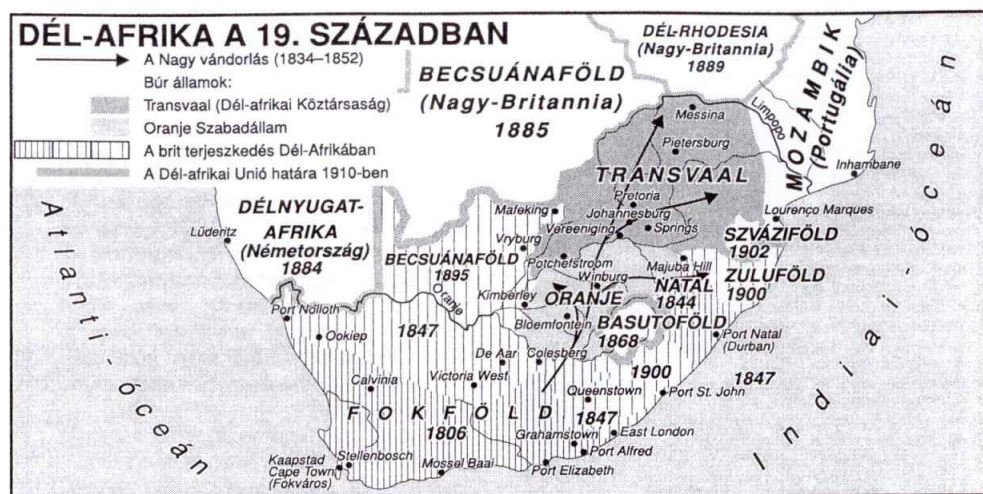 DÉL-AFRIKA A 19. SZÁZADBAN
A Nagy vándorlás (1834–1852)
Búr államok:
Transvaal (Dél-afrikai Köztársaság)
Oranje Szabadállam
A brit terjeszkedés Dél-Afrikában
A Dél-afrikai Unió határa 1910-ben
DÉL-RHODESIA
(Nagy-Britannia)
1889
BECSUÁNAFÖLD
(Nagy-Britannia)
1885
MOZAMBIK
(Portugália)
Limpopo
Messina
Pietersburg
Inhambane
TRANSVAAL
Pretoria
Johannesburg
Mafeking
Vereeniging
Springs
Lourenço Marques
DÉLNYUGAT-
AFRIKA
(Németország)
1884
Lüderitz
Vryburg
BECSUÁNAFÖLD
1895
Potchefstroom
SZVÁZIFÖLD
1902
Majuba Hill
ZULUFÖLD
1900
Winburg
NATAL
1844
Oranje
Kimberley
ORANJE
Bloemfontein
BASUTOFÖLD
1868
Port Nolloth
Ookiep
1847
Port Natal
(Durban)
De Aar
Colesberg
1900
1847
Calvinia
Victoria West
Queenstown
Port St. John
FOKFÖLD
1806
1847
Grahamstown
East London
Port Alfred
Kaapstad
Cape Town
(Fokváros)
Stellenbosch
Mossel Baai
Port Elizabeth
Atlanti-óceán
Indiai-óceán